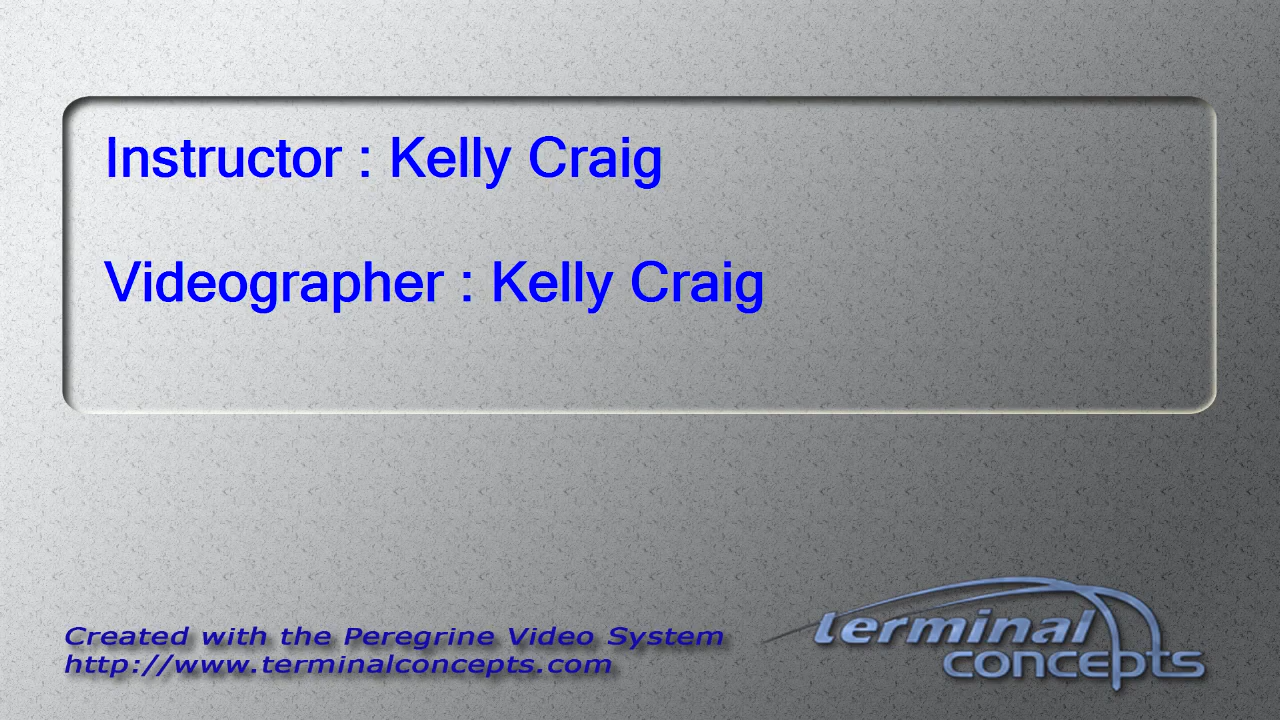 Instructor : Kelly Craig
Videographer : Kelly Craig
Created with the Peregrine Video System
http://www.terminalconcepts.com
terminal
concepts